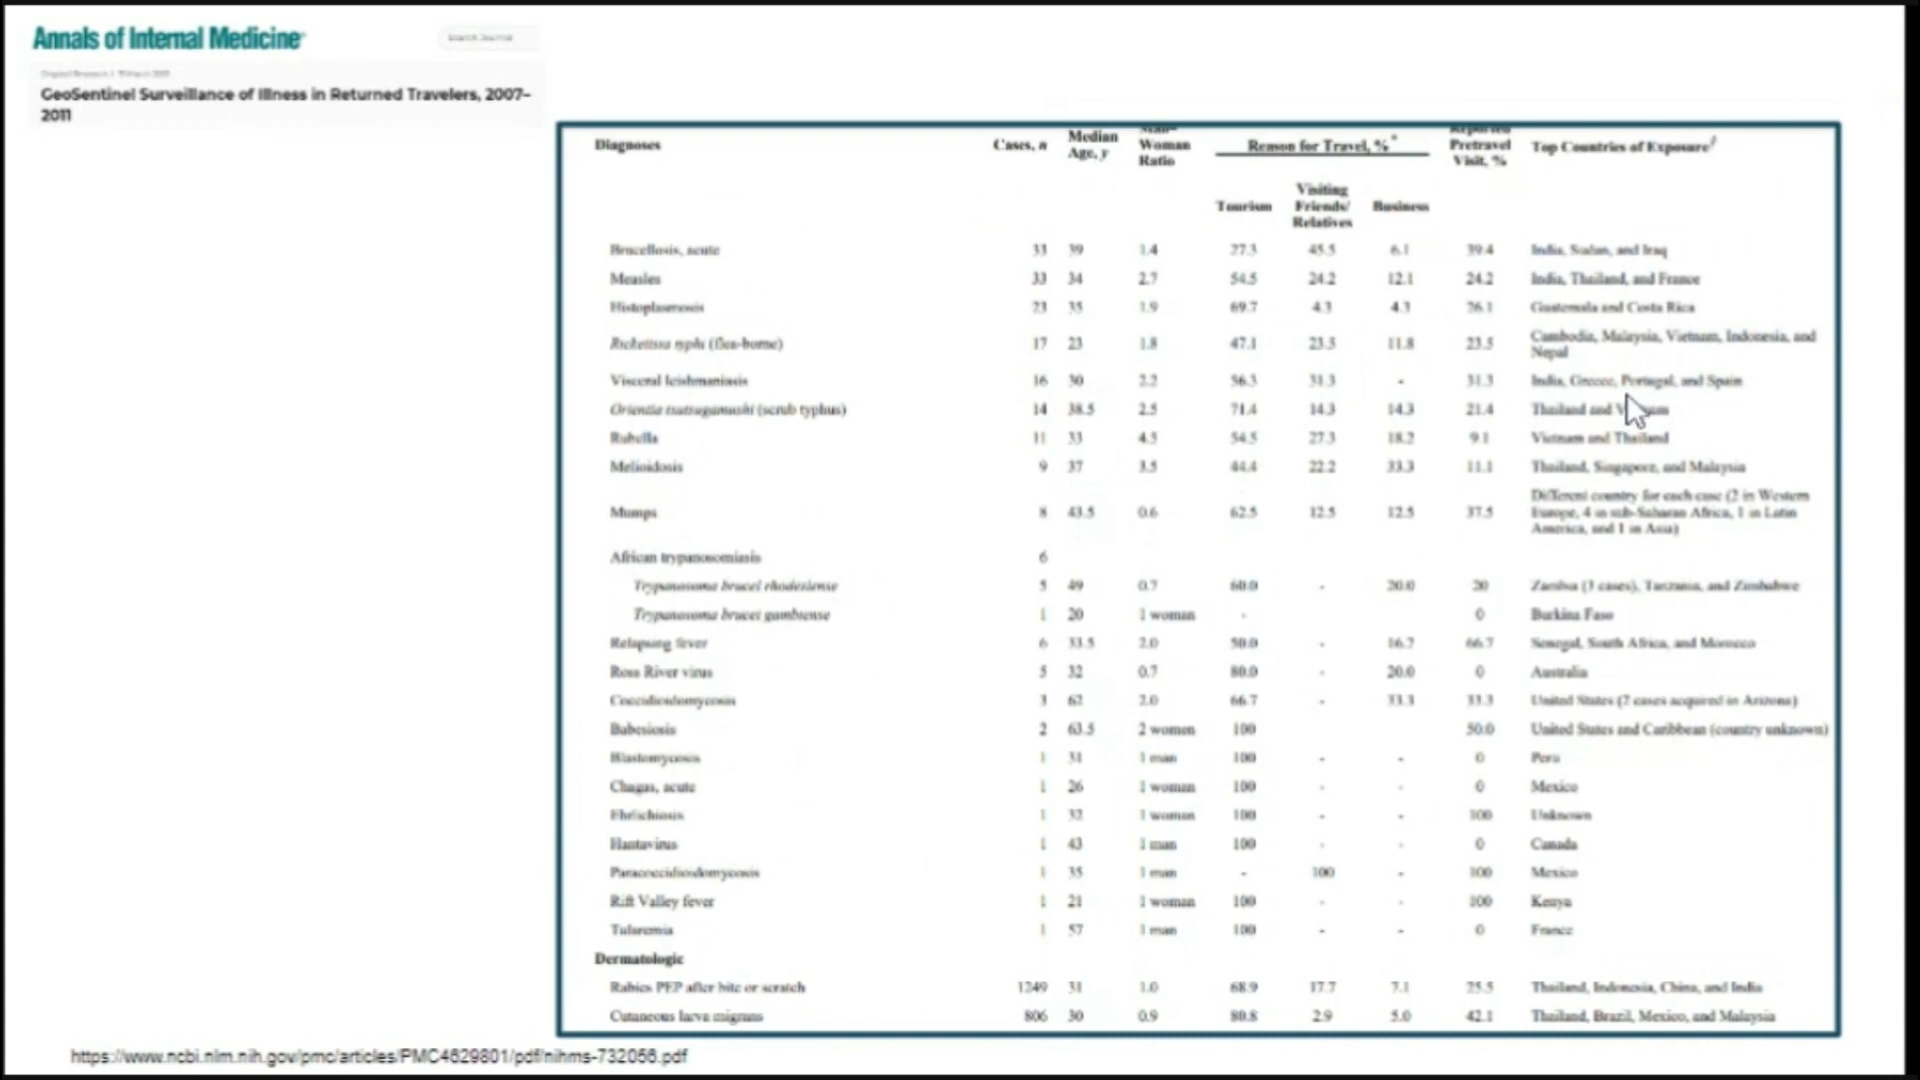 Annals of Internal Medicine
Search Journal
GeoSentinel Surveillance of Illness in Returned Travelers, 2007–
2011
Diagnoses Cases, n Median Age, y Man– Woman Ratio Reason for Travel, %* Reported Pretravel Visit, % Top Countries of Exposure†
Tourism Visiting Friends/ Relatives Business
Brucellosis, acute 33 39 1.4 27.3 45.5 6.1 39.4 India, Sudan, and Iraq
Measles 33 34 2.7 54.5 24.2 12.1 24.2 India, Thailand, and France
Histoplasmosis 23 35 1.9 69.7 4.3 4.3 26.1 Guatemala and Costa Rica
Rickettsia typhi (flea-borne) 17 23 1.8 47.1 23.5 11.8 23.5 Cambodia, Malaysia, Vietnam, Indonesia, and Nepal
Visceral leishmaniasis 16 30 2.2 56.3 31.3 - 31.3 India, Greece, Portugal, and Spain
Orientia tsutsugamushi (scrub typhus) 14 38.5 2.5 71.4 14.3 14.3 21.4 Thailand and Vietnam
Rubella 11 33 4.5 54.5 27.3 18.2 9.1 Vietnam and Thailand
Melioidosis 9 37 3.5 44.4 22.2 33.3 11.1 Thailand, Singapore, and Malaysia
Mumps 8 43.5 0.6 62.5 12.5 12.5 37.5 Different country for each case (2 in Western Europe, 4 in sub-Saharan Africa, 1 in Latin America, and 1 in Asia)
African trypanosomiasis 6
Trypanosoma brucei rhodesiense 5 49 0.7 60.0 - 20.0 20 Zambia (3 cases), Tanzania, and Zimbabwe
Trypanosoma brucei gambiense 1 20 1 woman - 0 Burkina Faso
Relapsing fever 6 33.5 2.0 50.0 - 16.7 66.7 Senegal, South Africa, and Morocco
Ross River virus 5 32 0.7 80.0 - 20.0 0 Australia
Coccidioidomycosis 3 62 2.0 66.7 - 33.3 33.3 United States (2 cases acquired in Arizona)
Babesiosis 2 63.5 2 women 100 50.0 United States and Caribbean (country unknown)
Blastomycosis 1 31 1 man 100 - - 0 Peru
Chagas, acute 1 26 1 woman 100 - - 0 Mexico
Ehrlichiosis 1 32 1 woman 100 - - 100 Unknown
Hantavirus 1 43 1 man 100 - - 0 Canada
Paracoccidioidomycosis 1 35 1 man - 100 - 100 Mexico
Rift Valley fever 1 21 1 woman 100 - - 100 Kenya
Tularemia 1 57 1 man 100 - - 0 France
Dermatologic
Rabies PEP after bite or scratch 1249 31 1.0 68.9 17.7 7.1 25.5 Thailand, Indonesia, China, and India
Cutaneous larva migrans 806 30 0.9 80.8 2.9 5.0 42.1 Thailand, Brazil, Mexico, and Malaysia
https://www.ncbi.nlm.nih.gov/pmc/articles/PMC4629801/pdf/nihms-732056.pdf